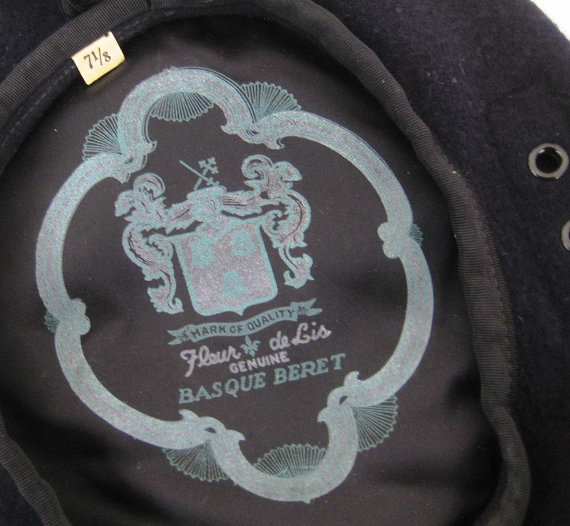 7 1/8
MARK OF QUALITY
Fleur de Lis
GENUINE
BASQUE BERET